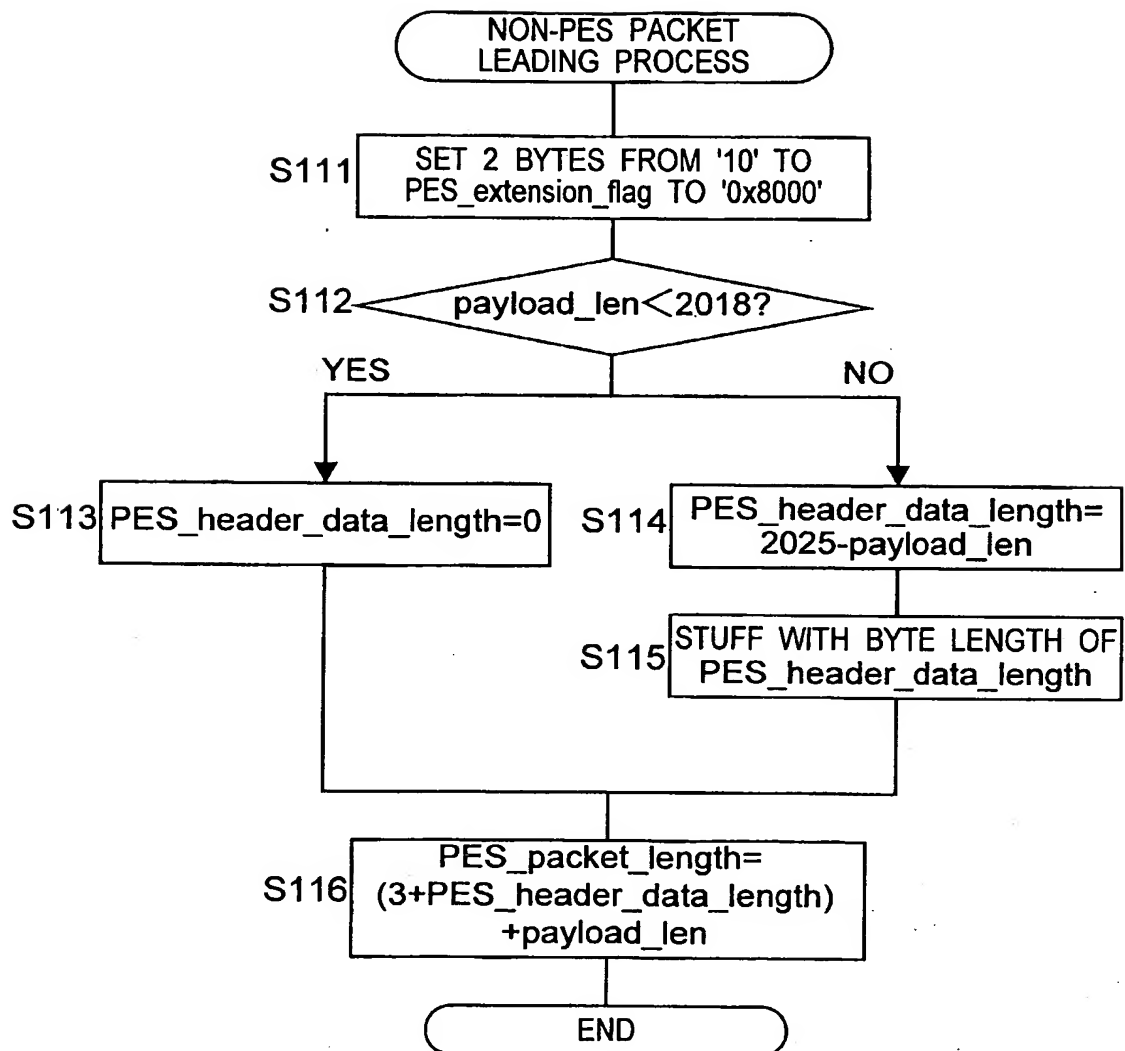 NON-PES PACKET
LEADING PROCESS
S111
SET 2 BYTES FROM '10' TO
PES_extension_flag TO '0x8000'
S112
payload_len<2018?
YES
NO
S113
PES_header_data_length=0
S114
PES_header_data_length=
2025-payload_len
S115
STUFF WITH BYTE LENGTH OF
PES_header_data_length
S116
PES_packet_length=
(3+PES_header_data_length)
+payload_len
END